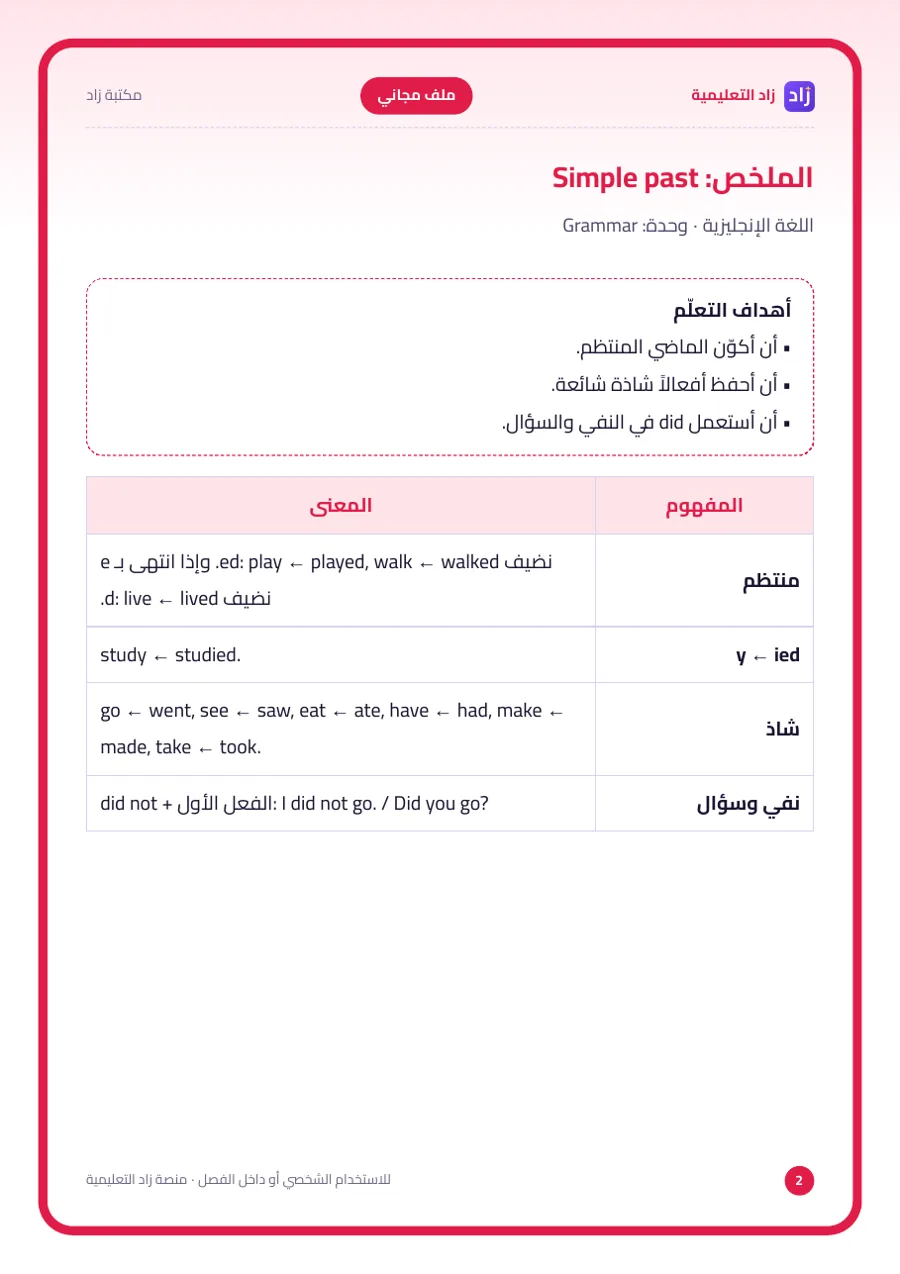 زاد زاد التعليمية
ملف مجاني
مكتبة زاد
الملخص: Simple past
اللغة الإنجليزية · وحدة: Grammar
أهداف التعلّم
▪ أن أكوّن الماضي المنتظم.
▪ أن أحفظ أفعالاً شاذة شائعة.
▪ أن أستعمل did في النفي والسؤال.
المفهوم
المعنى
منتظم
نضيف ed: play ← played, walk ← walked. وإذا انتهى بـ e
نضيف d: live ← lived.
y ← ied
study ← studied.
شاذ
go ← went, see ← saw, eat ← ate, have ← had, make ←
made, take ← took.
نفي وسؤال
did not + الفعل الأول: I did not go. / Did you go?
2
للاستخدام الشخصي أو داخل الفصل · منصة زاد التعليمية